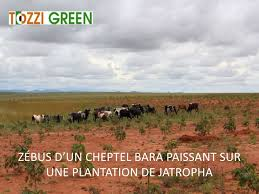 TOZZI GREEN
ZÉBUS D'UN CHEPTEL BARA PAISSANT SUR
UNE PLANTATION DE JATROPHA